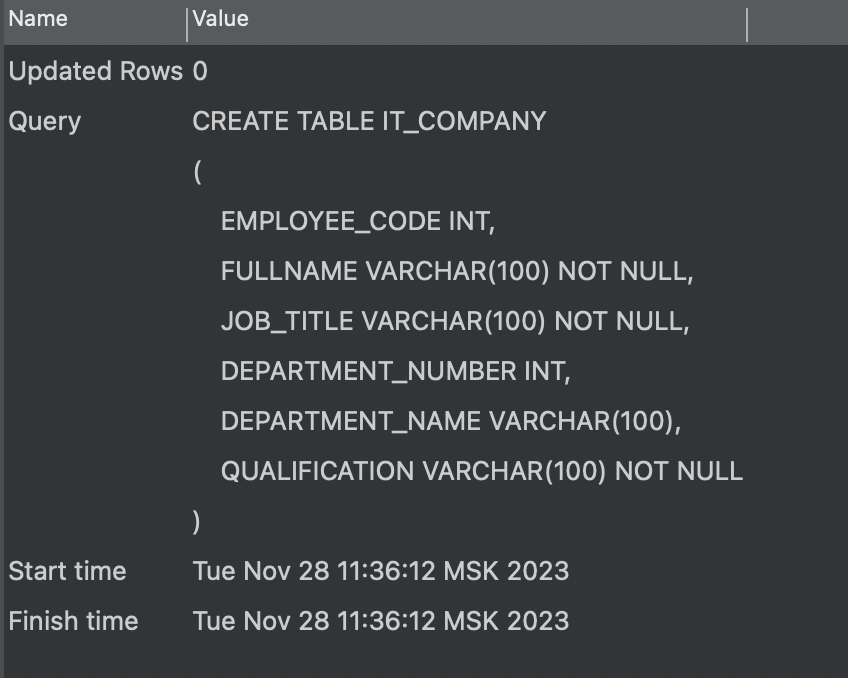 Name Value
Updated Rows 0
Query CREATE TABLE IT_COMPANY
(
EMPLOYEE_CODE INT,
FULLNAME VARCHAR(100) NOT NULL,
JOB_TITLE VARCHAR(100) NOT NULL,
DEPARTMENT_NUMBER INT,
DEPARTMENT_NAME VARCHAR(100),
QUALIFICATION VARCHAR(100) NOT NULL
)
Start time Tue Nov 28 11:36:12 MSK 2023
Finish time Tue Nov 28 11:36:12 MSK 2023